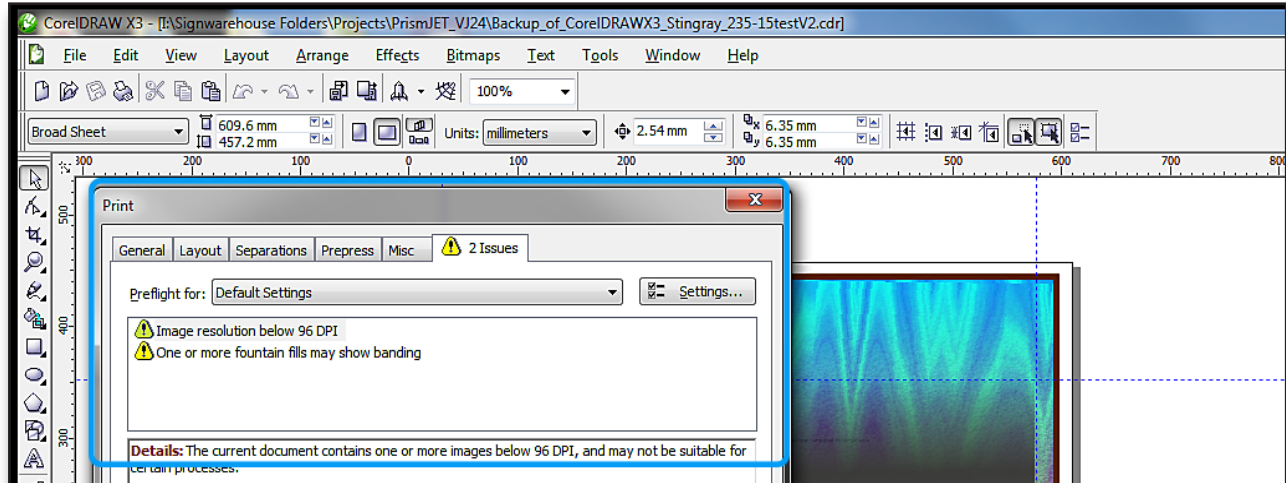 CorelDRAW X3 - [I:\Signwarehouse Folders\Projects\PrismJET_VJ24\Backup_of_CorelDRAWX3_Stingray_235-15testV2.cdr]
File Edit View Layout Arrange Effects Bitmaps Text Tools Window Help
100%
Broad Sheet 609.6 mm 457.2 mm Units: millimeters 2.54 mm x 6.35 mm y 6.35 mm
300 200 100 0 100 200 300 400 500 600 700 800
500
400
300
Print
General Layout Separations Prepress Misc 2 Issues
Preflight for: Default Settings Settings...
Image resolution below 96 DPI
One or more fountain fills may show banding
Details: The current document contains one or more images below 96 DPI, and may not be suitable for
certain processes.